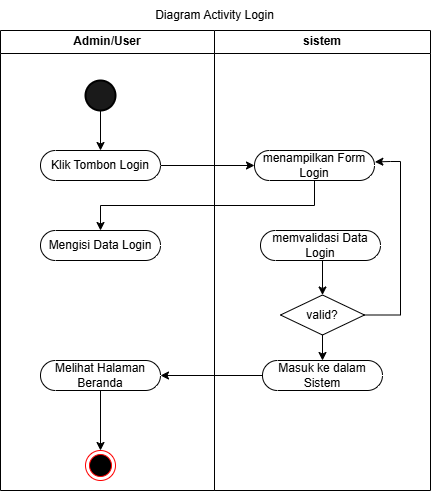 Diagram Activity Login
Admin/User
sistem
Klik Tombon Login
menampilkan Form
Login
Mengisi Data Login
memvalidasi Data
Login
valid?
Melihat Halaman
Beranda
Masuk ke dalam
Sistem